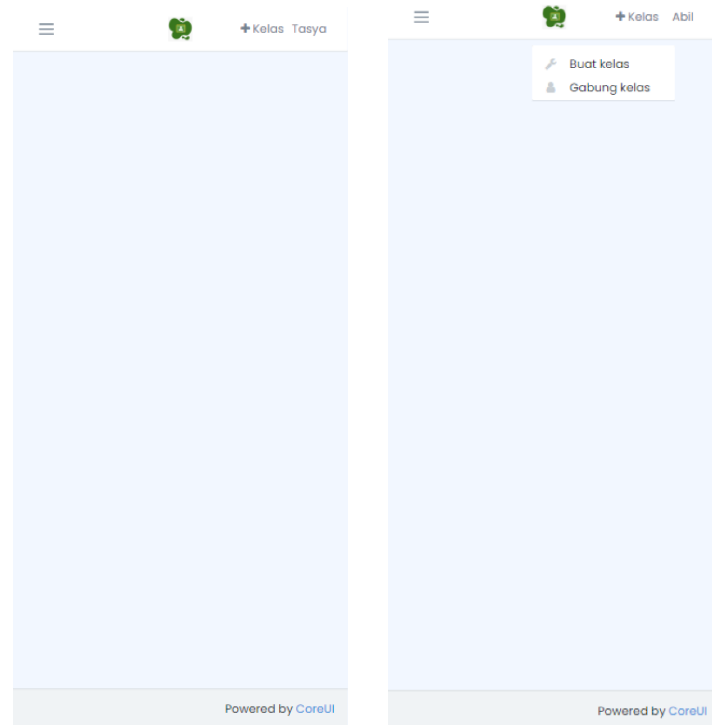 + Kelas Tasya
Powered by CoreUI
+ Kelas Abil
Buat kelas
Gabung kelas
Powered by CoreUI